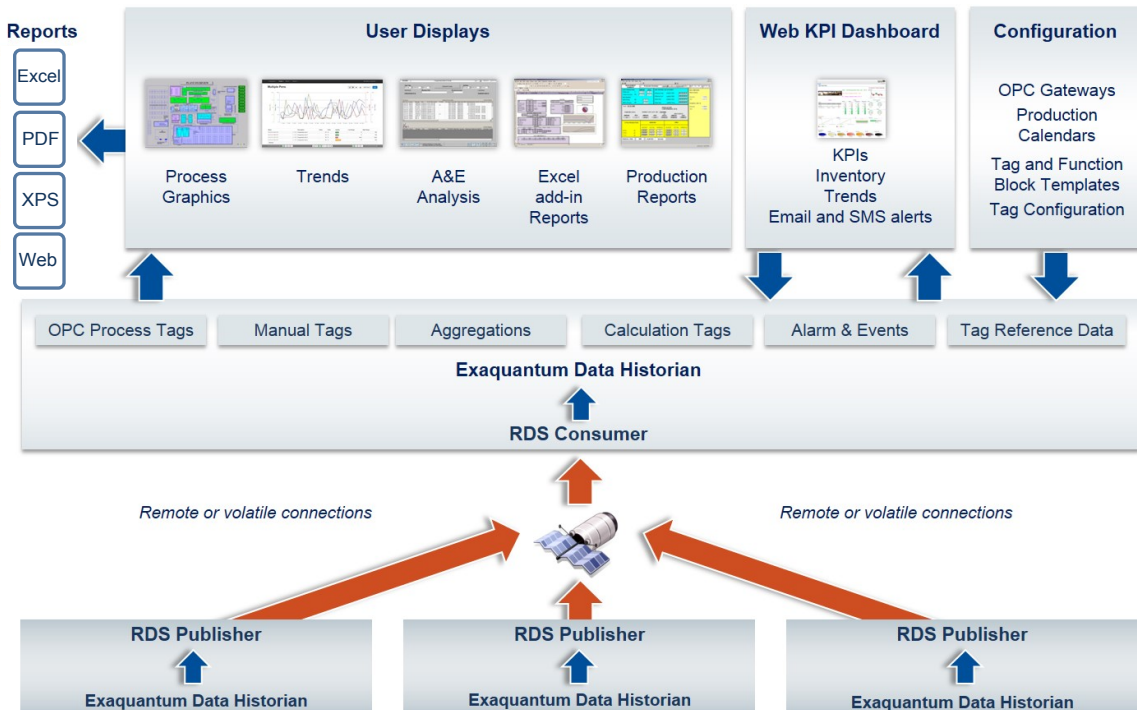 Reports
Excel
PDF
XPS
Web
User Displays
Process
Graphics
Trends
A&E
Analysis
Excel
add-in
Reports
Production
Reports
Web KPI Dashboard
KPIs
Inventory
Trends
Email and SMS alerts
Configuration
OPC Gateways
Production
Calendars
Tag and Function
Block Templates
Tag Configuration
OPC Process Tags
Manual Tags
Aggregations
Calculation Tags
Alarm & Events
Tag Reference Data
Exaquantum Data Historian
RDS Consumer
Remote or volatile connections
Remote or volatile connections
RDS Publisher
Exaquantum Data Historian
RDS Publisher
Exaquantum Data Historian
RDS Publisher
Exaquantum Data Historian